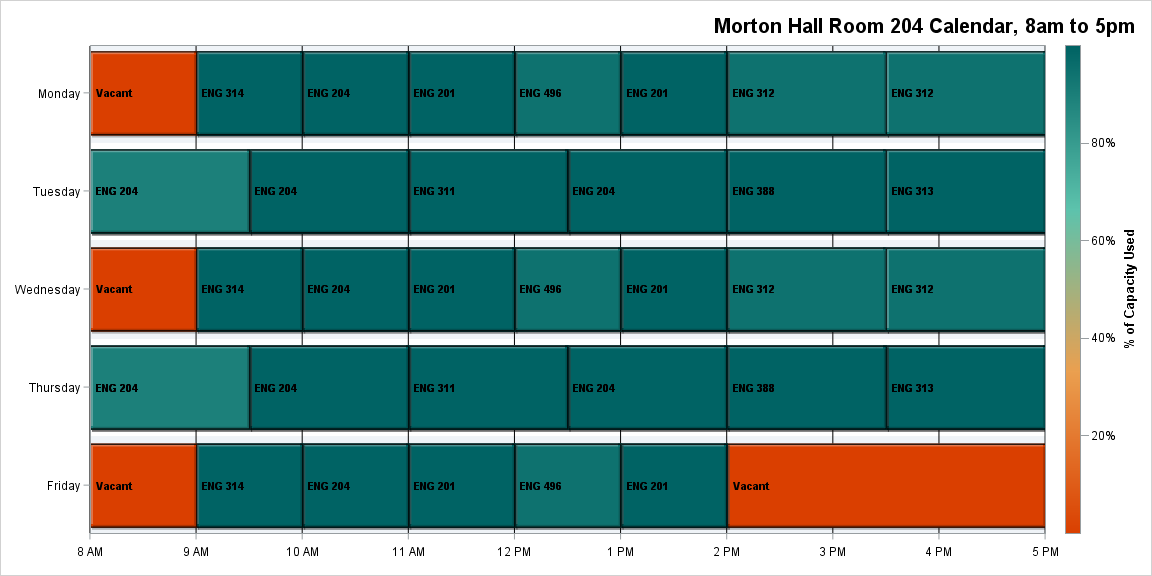 Morton Hall Room 204 Calendar, 8am to 5pm
Monday Vacant ENG 314 ENG 204 ENG 201 ENG 496 ENG 201 ENG 312 ENG 312
Tuesday ENG 204 ENG 204 ENG 311 ENG 204 ENG 388 ENG 313
Wednesday Vacant ENG 314 ENG 204 ENG 201 ENG 496 ENG 201 ENG 312 ENG 312
Thursday ENG 204 ENG 204 ENG 311 ENG 204 ENG 388 ENG 313
Friday Vacant ENG 314 ENG 204 ENG 201 ENG 496 ENG 201 Vacant
8 AM 9 AM 10 AM 11 AM 12 PM 1 PM 2 PM 3 PM 4 PM 5 PM
80%
60%
40%
20%
% of Capacity Used